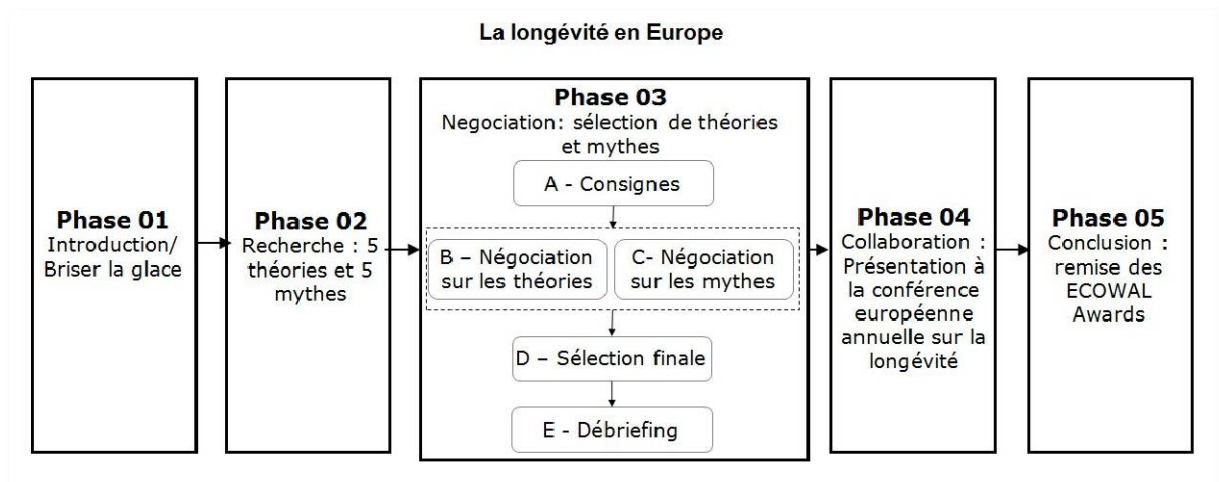 La longévité en Europe
Phase 01
Introduction/
Briser la glace
Phase 02
Recherche : 5
théories et 5
mythes
Phase 03
Negociation: sélection de théories
et mythes
A - Consignes
B – Négociation
sur les théories
C- Négociation
sur les mythes
D – Sélection finale
E - Débriefing
Phase 04
Collaboration :
Présentation à
la conférence
européenne
annuelle sur la
longévité
Phase 05
Conclusion :
remise des
ECOWAL
Awards